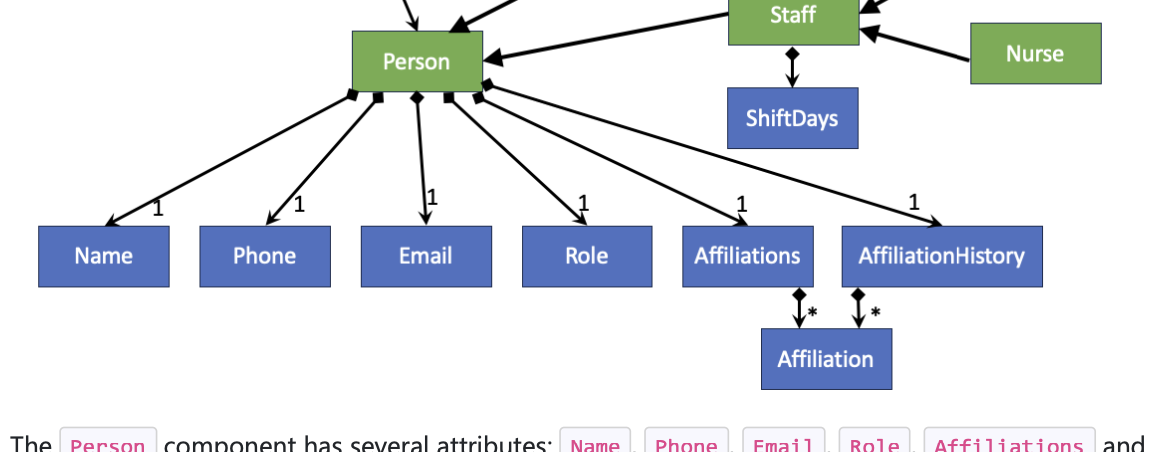 Staff
Person
Nurse
ShiftDays
1 1 1 1 1 1
Name Phone Email Role Affiliations AffiliationHistory
* *
Affiliation
The Person component has several attributes: Name, Phone, Email, Role, Affiliations and